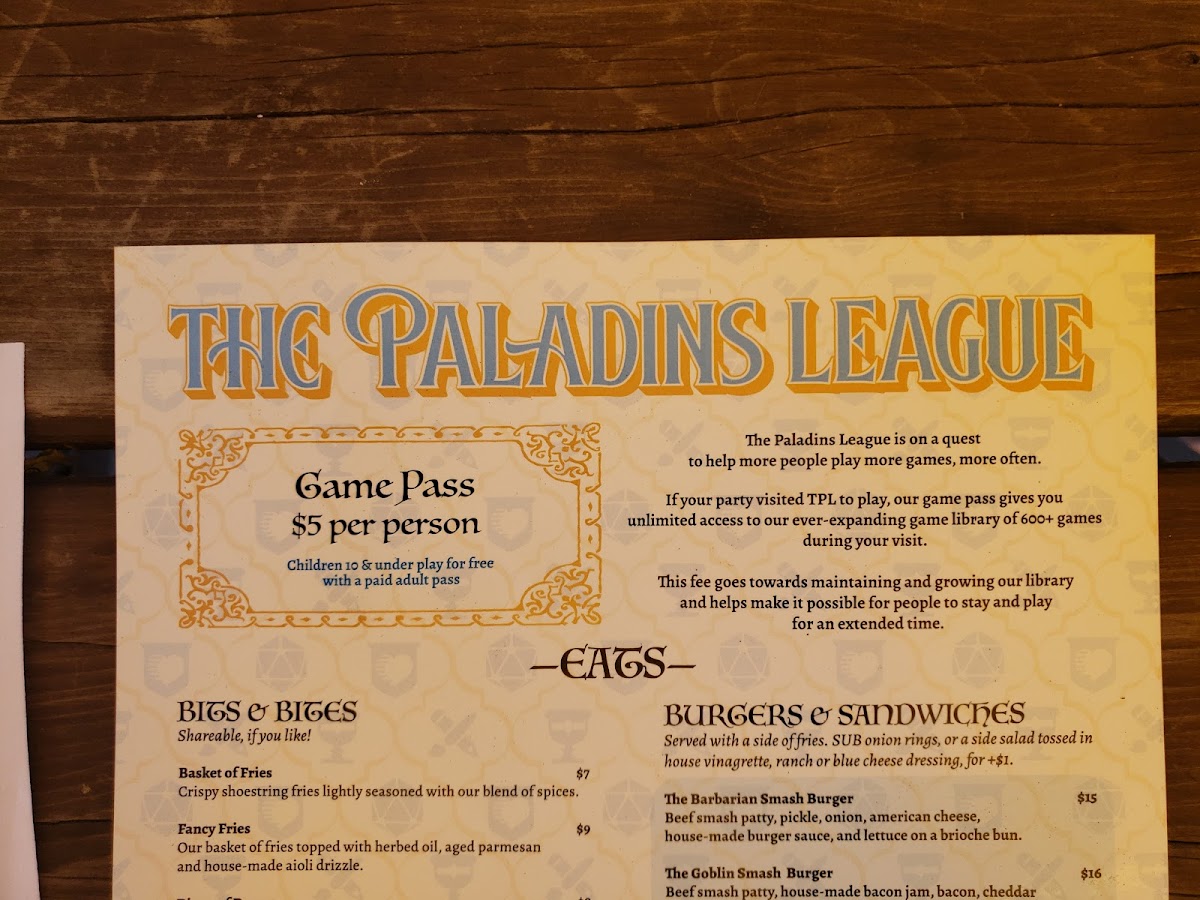 THE PALADINS LEAGUE
Game Pass
$5 per person
Children 10 & under play for free
with a paid adult pass
The Paladins League is on a quest
to help more people play more games, more often.
If your party visited TPL to play, our game pass gives you
unlimited access to our ever-expanding game library of 600+ games
during your visit.
This fee goes towards maintaining and growing our library
and helps make it possible for people to stay and play
for an extended time.
—EATS—
BITS & BITES
Shareable, if you like!
Basket of Fries $7
Crispy shoestring fries lightly seasoned with our blend of spices.
Fancy Fries $9
Our basket of fries topped with herbed oil, aged parmesan
and house-made aioli drizzle.
BURGERS & SANDWICHES
Served with a side of fries. SUB onion rings, or a side salad tossed in
house vinagrette, ranch or blue cheese dressing, for +$1.
The Barbarian Smash Burger $15
Beef smash patty, pickle, onion, american cheese,
house-made burger sauce, and lettuce on a brioche bun.
The Goblin Smash Burger $16
Beef smash patty, house-made bacon jam, bacon, cheddar